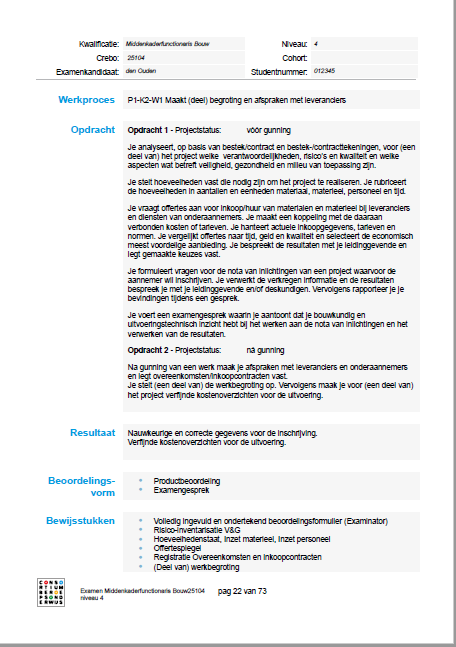 Kwalificatie: Middenkaderfunctionaris Bouw Niveau: 4
Crebo: 25104 Cohort:
Examenkandidaat: den Ouden Studentnummer: 012345
Werkproces P1-K2-W1 Maakt (deel) begroting en afspraken met leveranciers
Opdracht Opdracht 1 - Projectstatus: vóór gunning
Je analyseert, op basis van bestek/contract en bestek-/contracttekeningen, voor (een
deel van) het project welke verantwoordelijkheden, risico's en kwaliteit en welke
aspecten wat betreft veiligheid, gezondheid en milieu van toepassing zijn.
Je stelt hoeveelheden vast die nodig zijn om het project te realiseren. Je rubriceert
de hoeveelheden in aantallen en eenheden materiaal, materieel, personeel en tijd.
Je vraagt offertes aan voor inkoop/huur van materialen en materieel bij leveranciers
en diensten van onderaannemers. Je maakt een koppeling met de daaraan
verbonden kosten of tarieven. Je hanteert actuele inkoopgegevens, tarieven en
normen. Je vergelijkt offertes naar tijd, geld en kwaliteit en selecteert de economisch
meest voordelige aanbieding. Je bespreekt de resultaten met je leidinggevende en
legt gemaakte keuzes vast.
Je formuleert vragen voor de nota van inlichtingen van een project waarvoor de
aannemer wil inschrijven. Je verwerkt de verkregen informatie en de resultaten
bespreek je met je leidinggevende en/of deskundigen. Vervolgens rapporteer je je
bevindingen tijdens een gesprek.
Je voert een examengesprek waarin je aantoont dat je bouwkundig en
uitvoeringstechnisch inzicht hebt bij het werken aan de nota van inlichtingen en het
verwerken van de resultaten.
Opdracht 2 - Projectstatus: ná gunning
Na gunning van een werk maak je afspraken met leveranciers en onderaannemers
en legt overeenkomsten/inkoopcontracten vast.
Je stelt (een deel van) de werkbegroting op. Vervolgens maak je voor (een deel van)
het project verfijnde kostenoverzichten voor de uitvoering.
Resultaat Nauwkeurige en correcte gegevens voor de inschrijving.
Verfijnde kostenoverzichten voor de uitvoering.
Beoordelings-
vorm
• Productbeoordeling
• Examengesprek
Bewijsstukken • Volledig ingevuld en ondertekend beoordelingsformulier (Examinator)
• Risico-inventarisatie V&G
• Hoeveelhedenstaat, inzet materieel, inzet personeel
• Offertespiegel
• Registratie Overeenkomsten en inkoopcontracten
• (Deel van) werkbegroting
CONSO
RTIUM
BEROE
PSOND
ERWIJS
Examen Middenkaderfunctionaris Bouw25104 pag 22 van 73
niveau 4